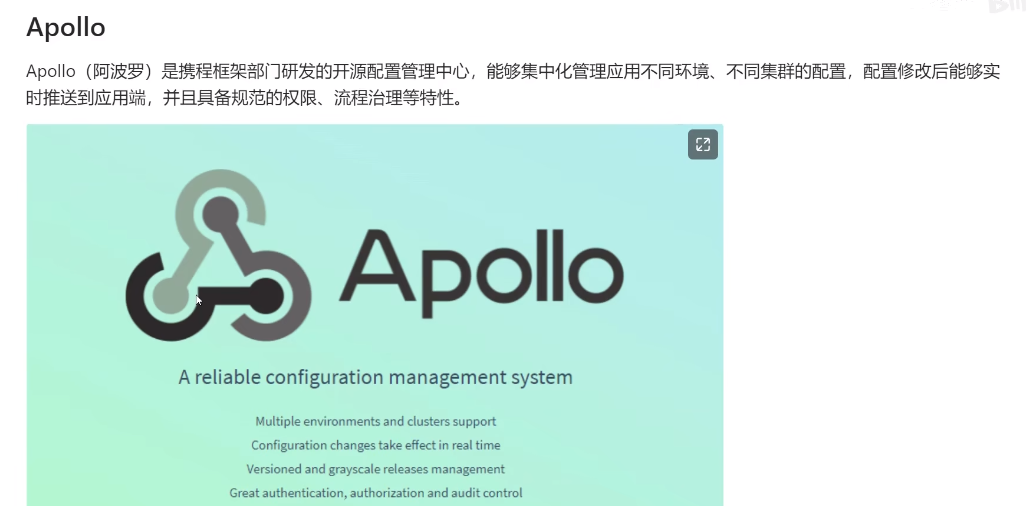 Apollo
Apollo（阿波罗）是携程框架部门研发的开源配置管理中心，能够集中化管理应用不同环境、不同集群的配置，配置修改后能够实
时推送到应用端，并且具备规范的权限、流程治理等特性。
Apollo
A reliable configuration management system
Multiple environments and clusters support
Configuration changes take effect in real time
Versioned and grayscale releases management
Great authentication, authorization and audit control